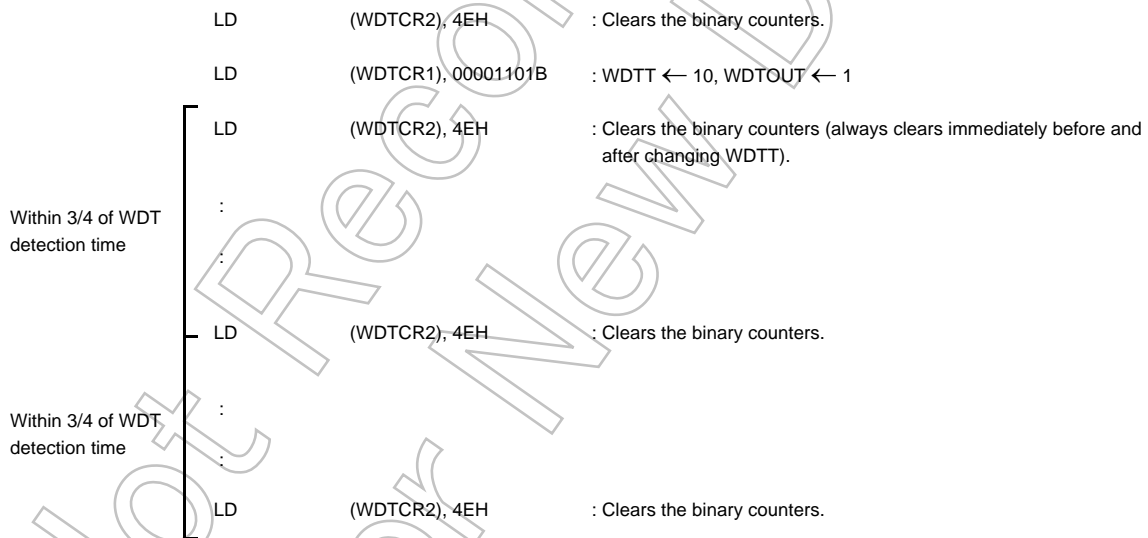 LD (WDTCR2), 4EH : Clears the binary counters.
LD (WDTCR1), 00001101B : WDTT ← 10, WDTOUT ← 1
LD (WDTCR2), 4EH : Clears the binary counters (always clears immediately before and
after changing WDTT).
Within 3/4 of WDT :
detection time
:
LD (WDTCR2), 4EH : Clears the binary counters.
Within 3/4 of WDT :
detection time
:
LD (WDTCR2), 4EH : Clears the binary counters.